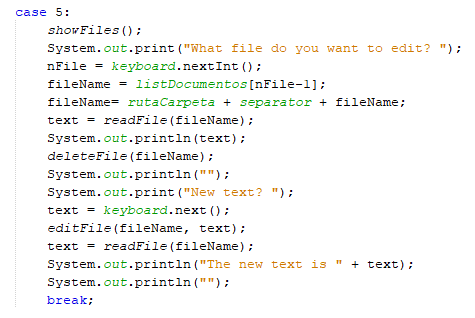 case 5:
showFiles();
System.out.print("What file do you want to edit? ");
nFile = keyboard.nextInt();
fileName = listDocumentos[nFile-1];
fileName= rutaCarpeta + separator + fileName;
text = readFile(fileName);
System.out.println(text);
deleteFile(fileName);
System.out.println("");
System.out.print("New text? ");
text = keyboard.next();
editFile(fileName, text);
text = readFile(fileName);
System.out.println("The new text is " + text);
System.out.println("");
break;